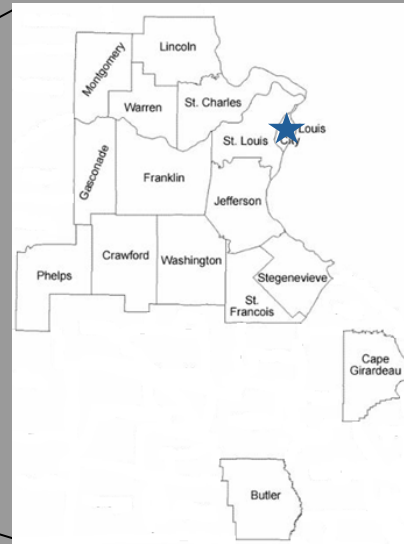 Lincoln
Montgomery
Warren
St. Charles
St. Louis
Louis
City
Gasconade
Franklin
Jefferson
Phelps
Crawford
Washington
Stegenevieve
St.
Francois
Cape
Girardeau
Butler